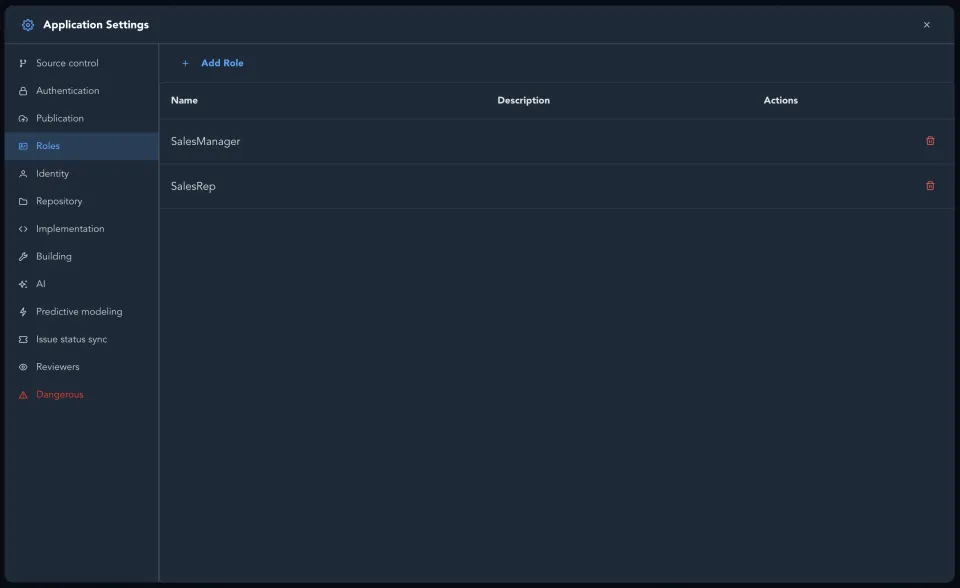 Application Settings
Source control
Authentication
Publication
Roles
Identity
Repository
Implementation
Building
AI
Predictive modeling
Issue status sync
Reviewers
Dangerous
+ Add Role
Name Description Actions
SalesManager
SalesRep